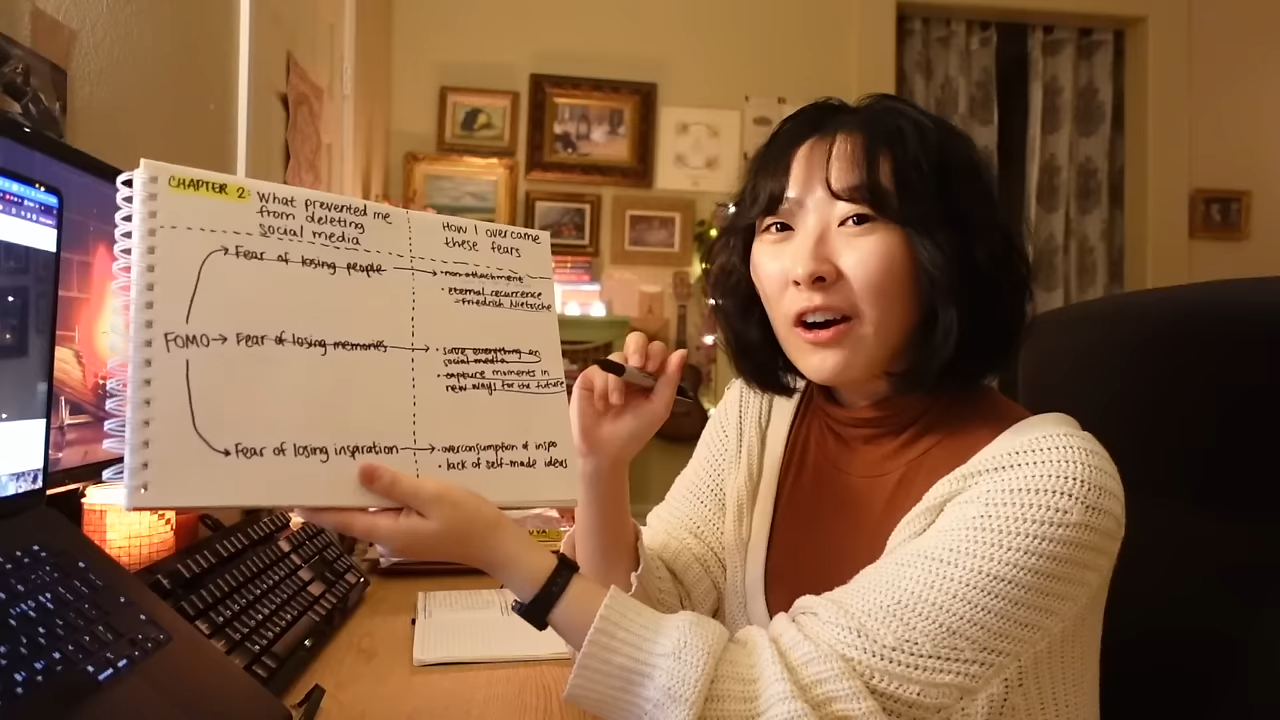 CHAPTER 2: What prevented me
from deleting
social media
How I overcame
these fears
Fear of losing people
• non attachment
• eternal recurrence
- Friedrich Nietzsche
FOMO → Fear of losing memories
• save everything on
social media
• capture moments in
new ways for the future
Fear of losing inspiration
• overconsumption of inspo
• lack of self-made ideas